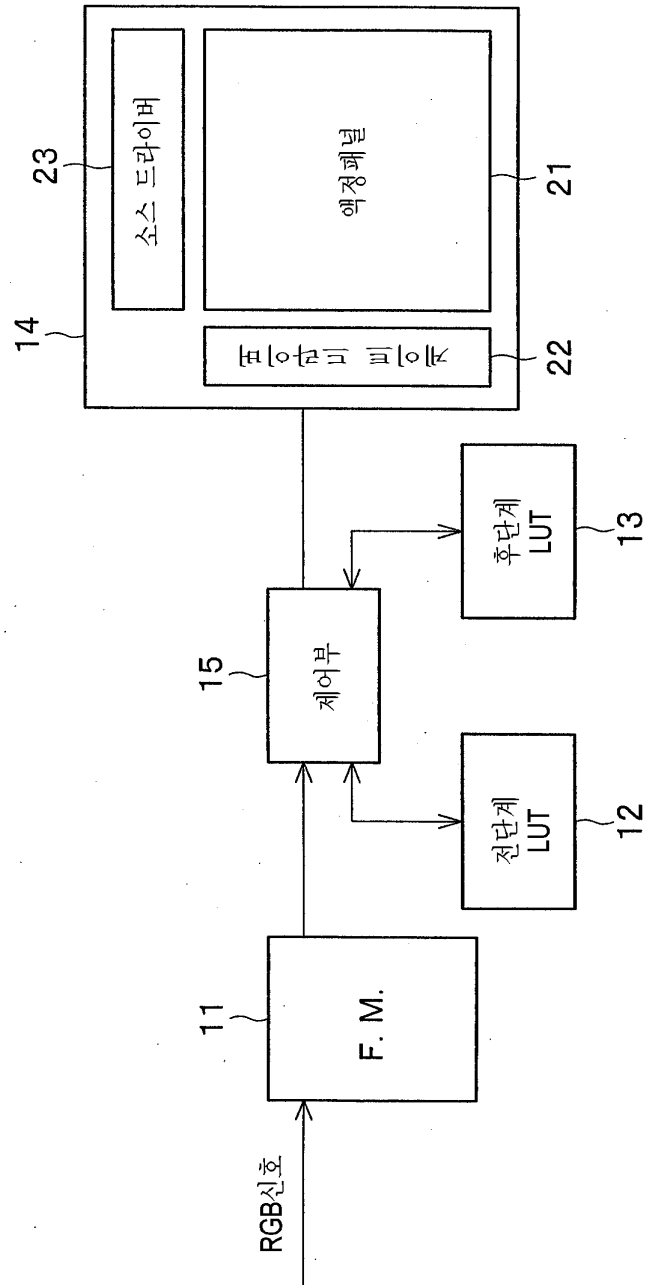 RGB신호
11
F. M.
15
제어부
전단계
LUT
12
후단계
LUT
13
14
23
소스 드라이버
게이트 드라이버
22
액정패널
21